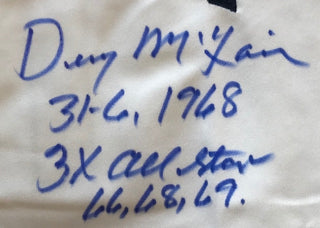 Denny McLain
31-6, 1968
3X all star
66, 68, 69.